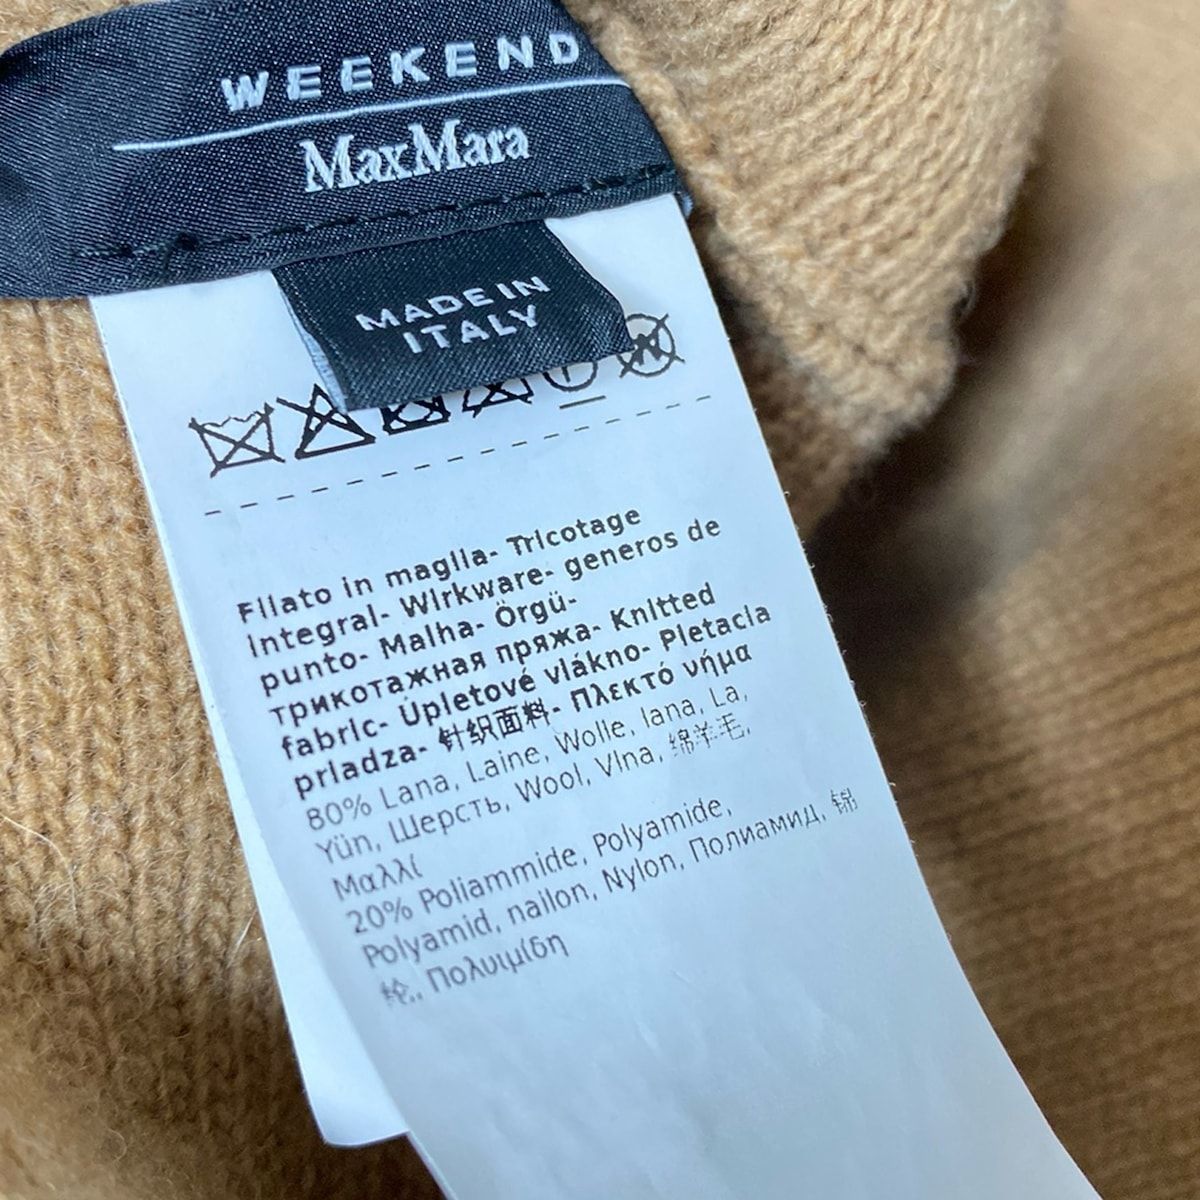 WEEKEND
MaxMara
MADE IN
ITALY
Filato in maglia- Tricotage
Integral- Wirkware- generos de
punto- Malha- Örgü-
трикотажная пряжа- Knitted
fabric- Úpletové vlákno- Pletacia
priadza- 针织面料- Πλεκτό νήμα
80% Lana, Laine, Wolle, lana, La,
Yün, Шерсть, Wool, Vlna, 绵羊毛,
Μαλλί
20% Poliammide, Polyamide,
Polyamid, nailon, Nylon, Полиамид, 锦
纶,, Πολυιμίδη